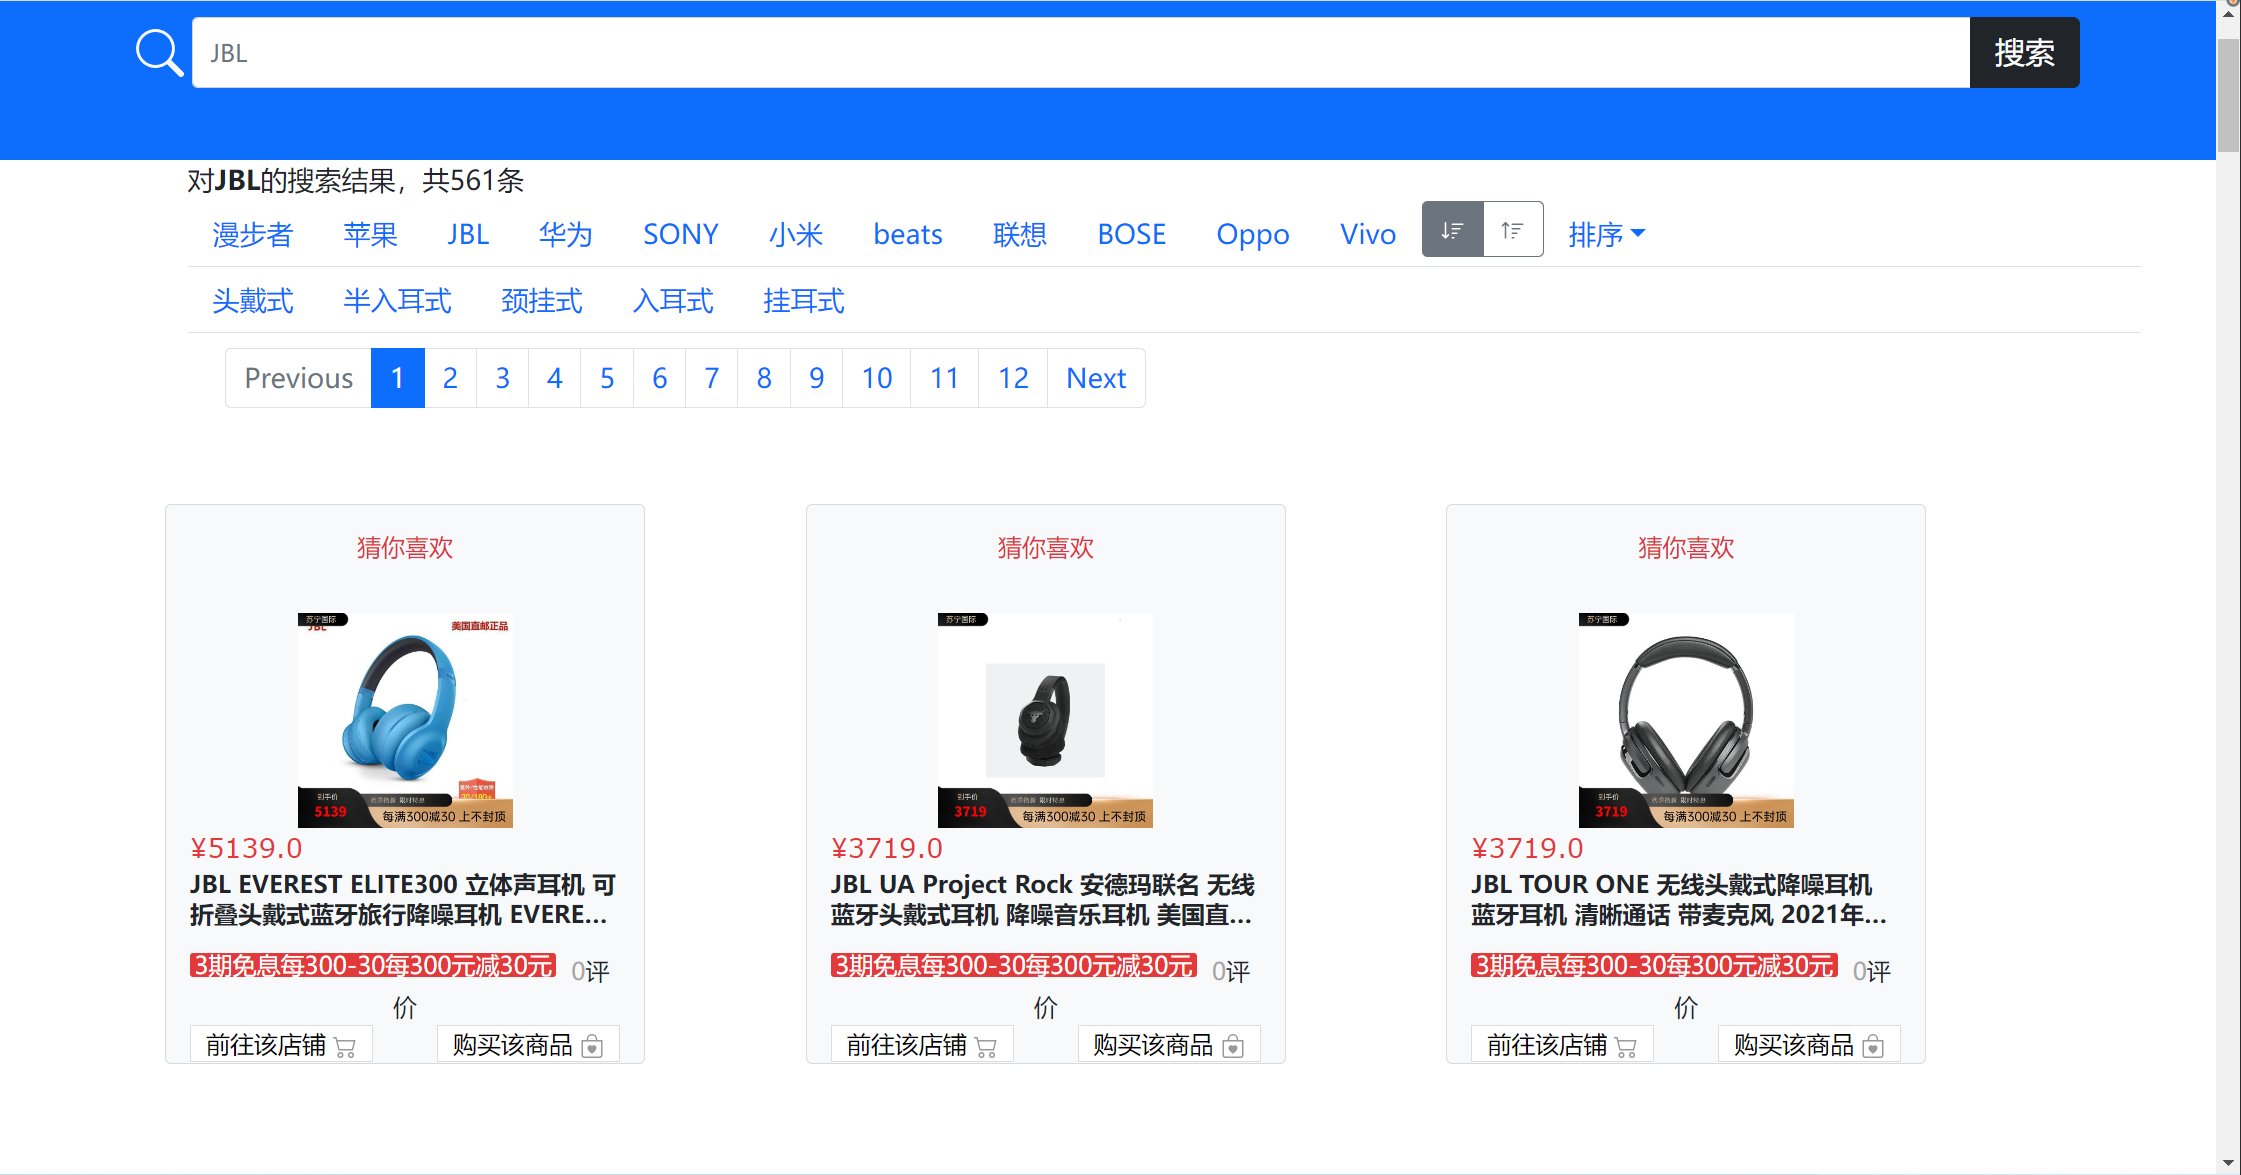 JBL
搜索
对JBL的搜索结果，共561条
漫步者 苹果 JBL 华为 SONY 小米 beats 联想 BOSE Oppo Vivo 排序
头戴式 半入耳式 颈挂式 入耳式 挂耳式
Previous 1 2 3 4 5 6 7 8 9 10 11 12 Next
猜你喜欢
苏宁国际
JBL
美国直邮正品
到手价
5139
限时特惠
每满300减30 上不封顶
¥5139.0
JBL EVEREST ELITE300 立体声耳机 可
折叠头戴式蓝牙旅行降噪耳机 EVERE...
3期免息每300-30每300元减30元 0评
价
前往该店铺 购买该商品
猜你喜欢
苏宁国际
到手价
3719
限时特惠
每满300减30 上不封顶
¥3719.0
JBL UA Project Rock 安德玛联名 无线
蓝牙头戴式耳机 降噪音乐耳机 美国直...
3期免息每300-30每300元减30元 0评
价
前往该店铺 购买该商品
猜你喜欢
苏宁国际
到手价
3719
限时特惠
每满300减30 上不封顶
¥3719.0
JBL TOUR ONE 无线头戴式降噪耳机
蓝牙耳机 清晰通话 带麦克风 2021年...
3期免息每300-30每300元减30元 0评
价
前往该店铺 购买该商品